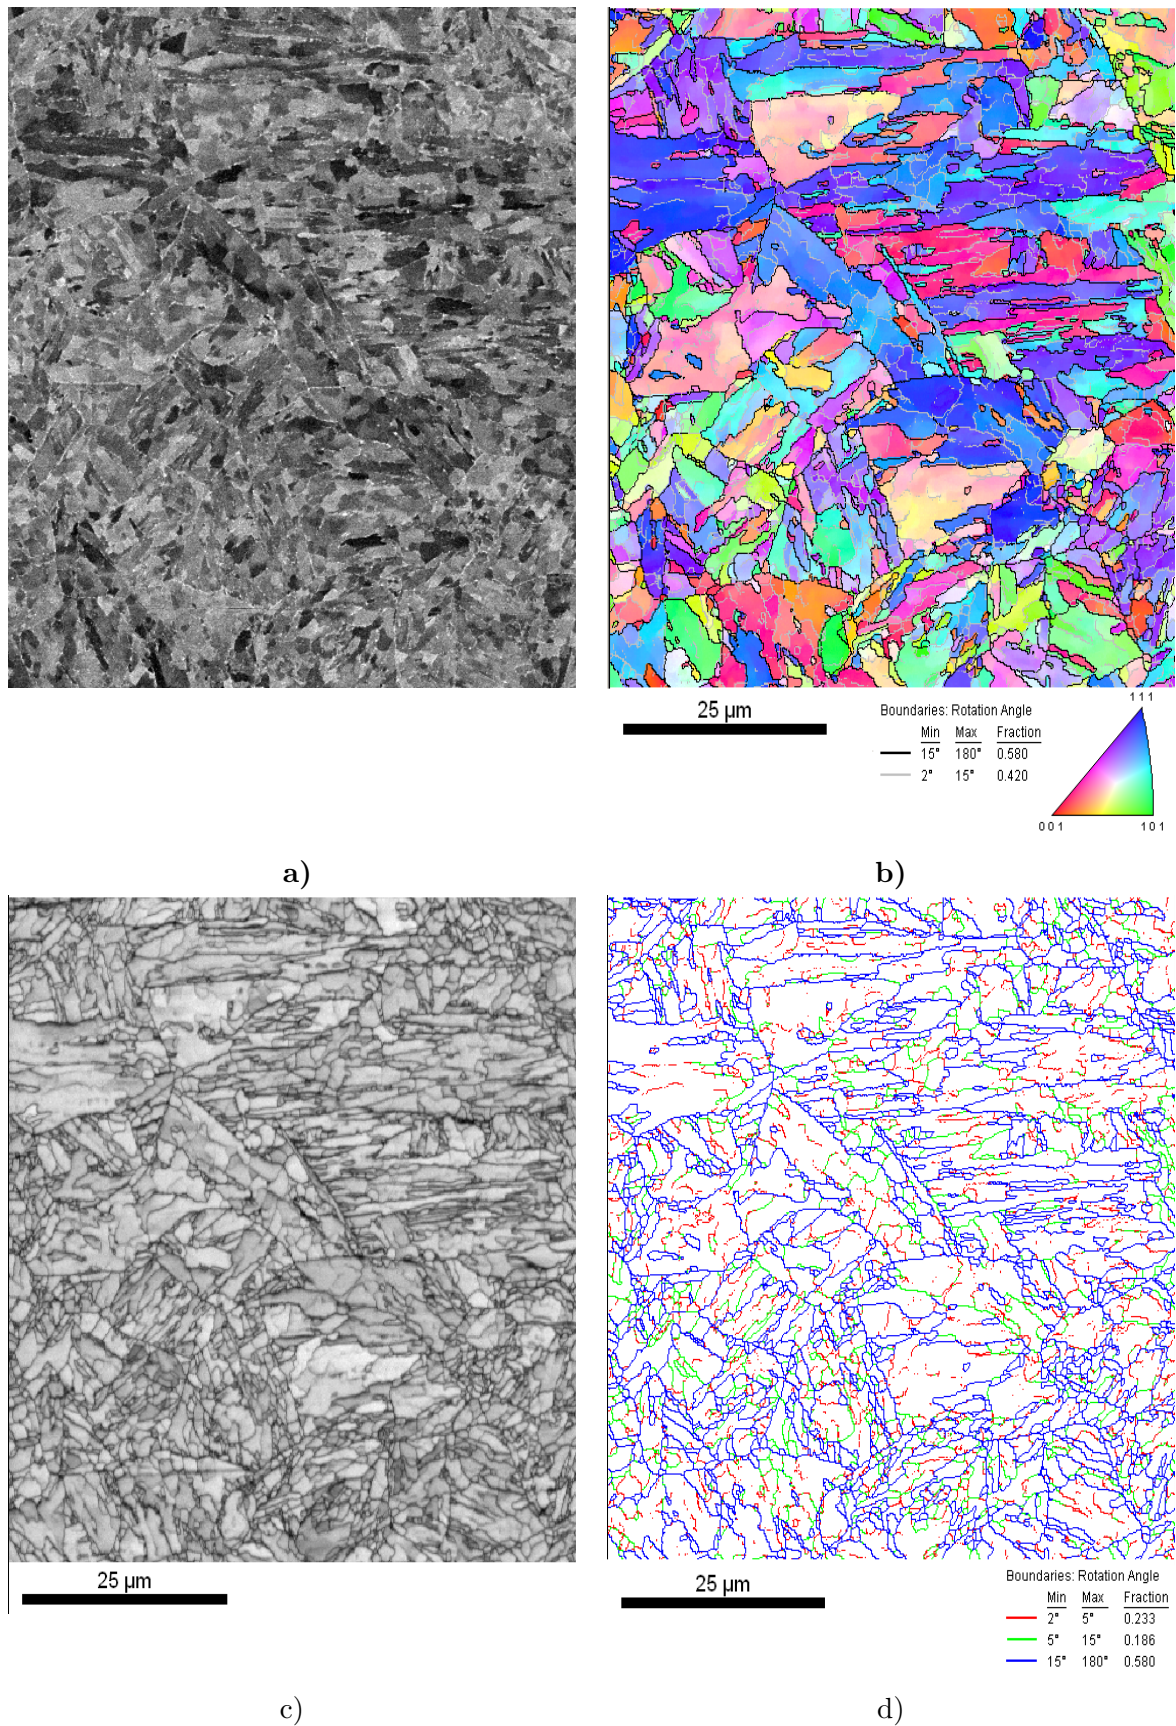 25 µm
Boundaries: Rotation Angle
Min Max Fraction
15° 180° 0.580
2° 15° 0.420
111
001 101
a) b)
25 µm
25 µm
Boundaries: Rotation Angle
Min Max Fraction
2° 5° 0.233
5° 15° 0.186
15° 180° 0.580
c) d)